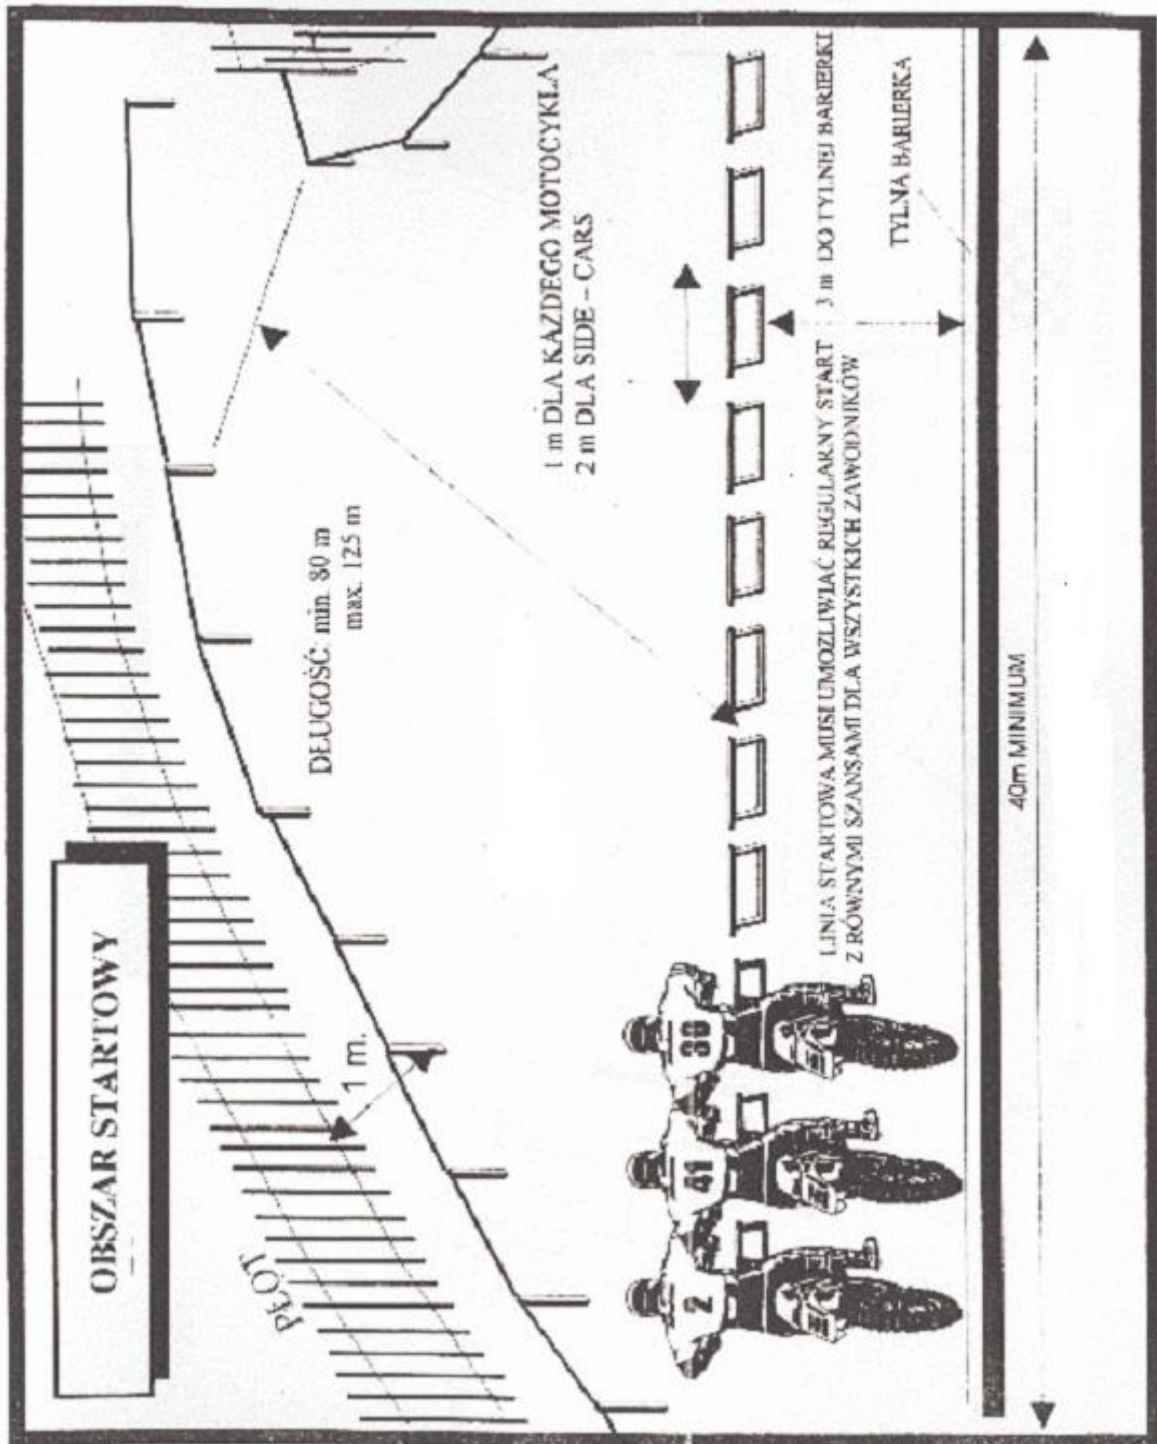 OBSZAR STARTOWY
PŁOT
1 m.
DŁUGOŚĆ: min. 80 m
max. 125 m
1 m DLA KAŻDEGO MOTOCYKLA
2 m DLA SIDE – CARS
2
41
LINIA STARTOWA MUSI UMOŻLIWIAĆ REGULARNY START
Z RÓWNYMI SZANSAMI DLA WSZYSTKICH ZAWODNIKÓW
3 m DO TYLNEJ BARIERKI
TYLNA BARIERKA
40m MINIMUM